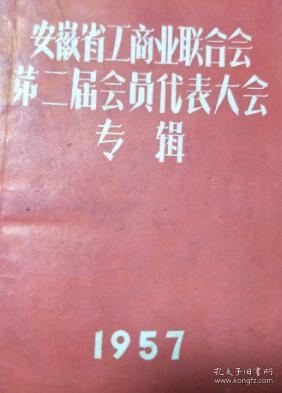 安徽省工商业联合会
第二届会员代表大会
专辑
1957
孔夫子旧书网